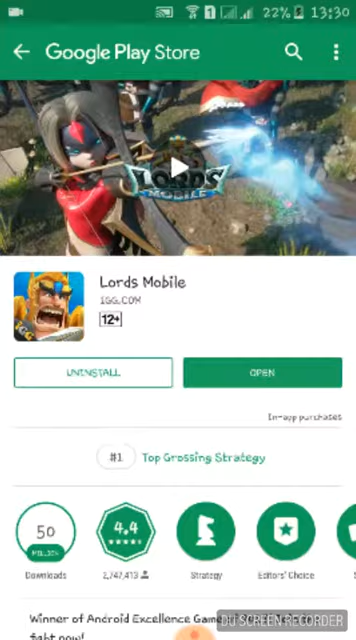 1 22% 13:30
Google Play Store
LORDS
MOBILE
Lords Mobile
IGG.COM
12+
UNINSTALL
OPEN
In-app purchases
#1 Top Grossing Strategy
50
MILLION
4.4
Downloads
2,747,413
Strategy
Editors' Choice
Winner of Android Excellence Game
DU SCREEN RECORDER
fight now!